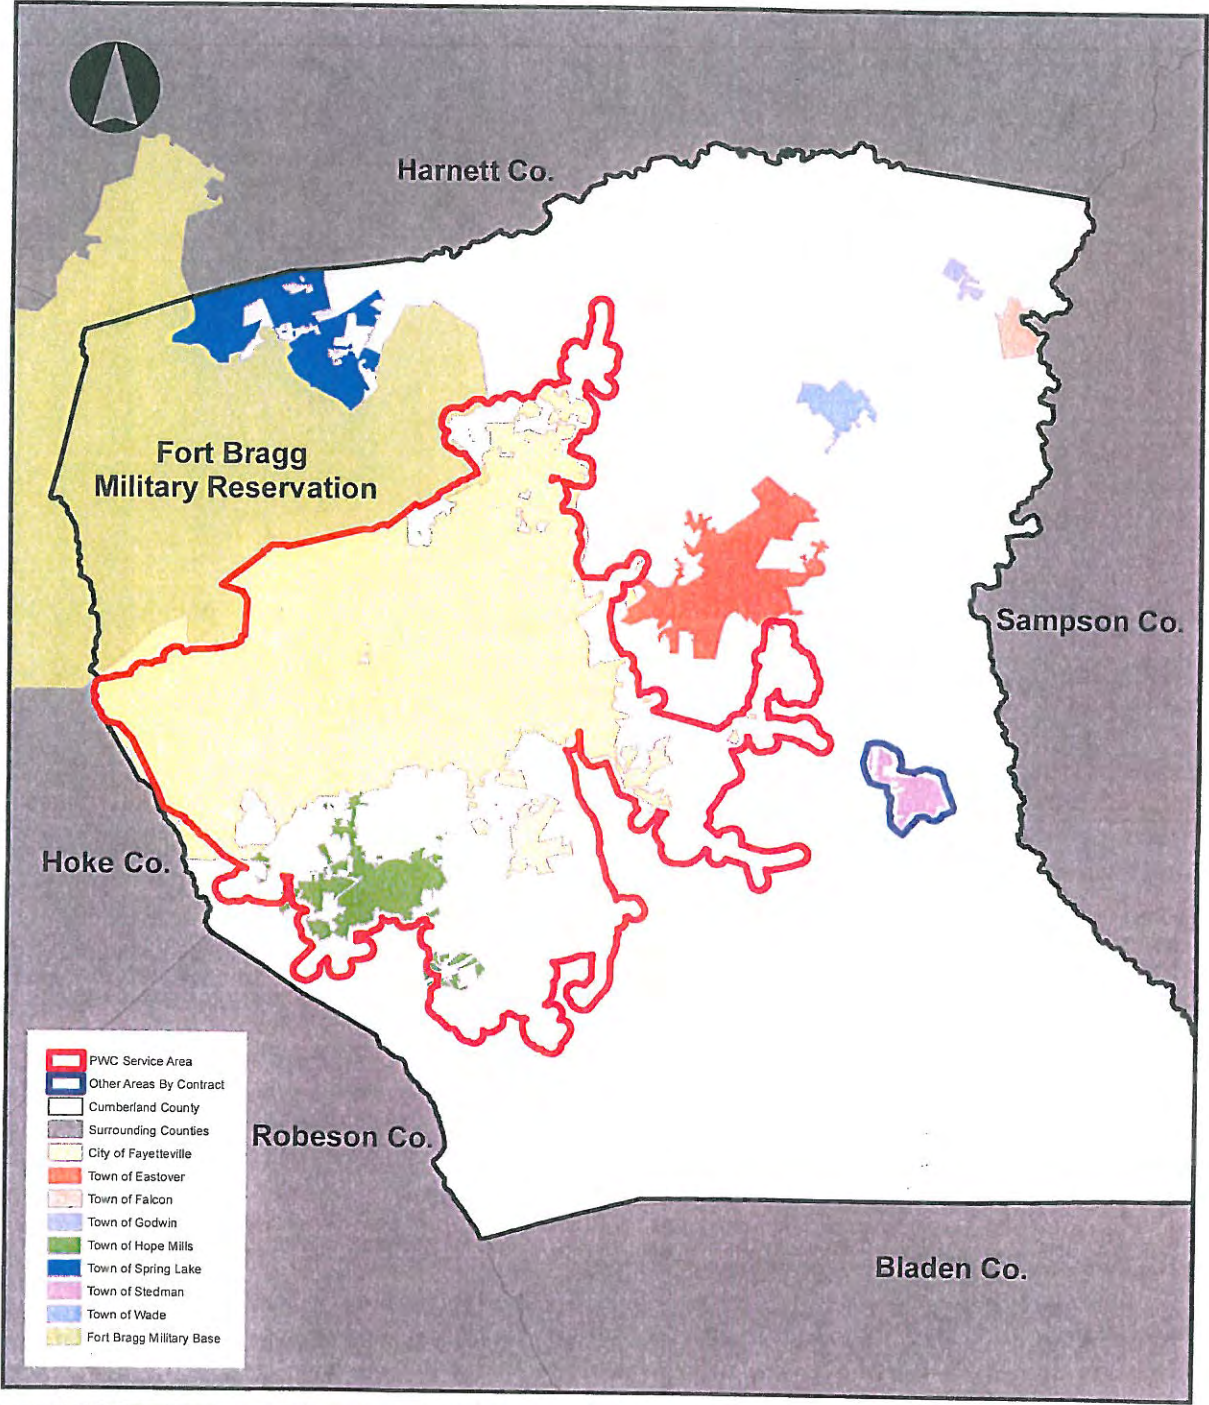 Harnett Co.
Fort Bragg
Military Reservation
Sampson Co.
Hoke Co.
Robeson Co.
Bladen Co.
PWC Service Area
Other Areas By Contract
Cumberland County
Surrounding Counties
City of Fayetteville
Town of Eastover
Town of Falcon
Town of Godwin
Town of Hope Mills
Town of Spring Lake
Town of Stedman
Town of Wade
Fort Bragg Military Base